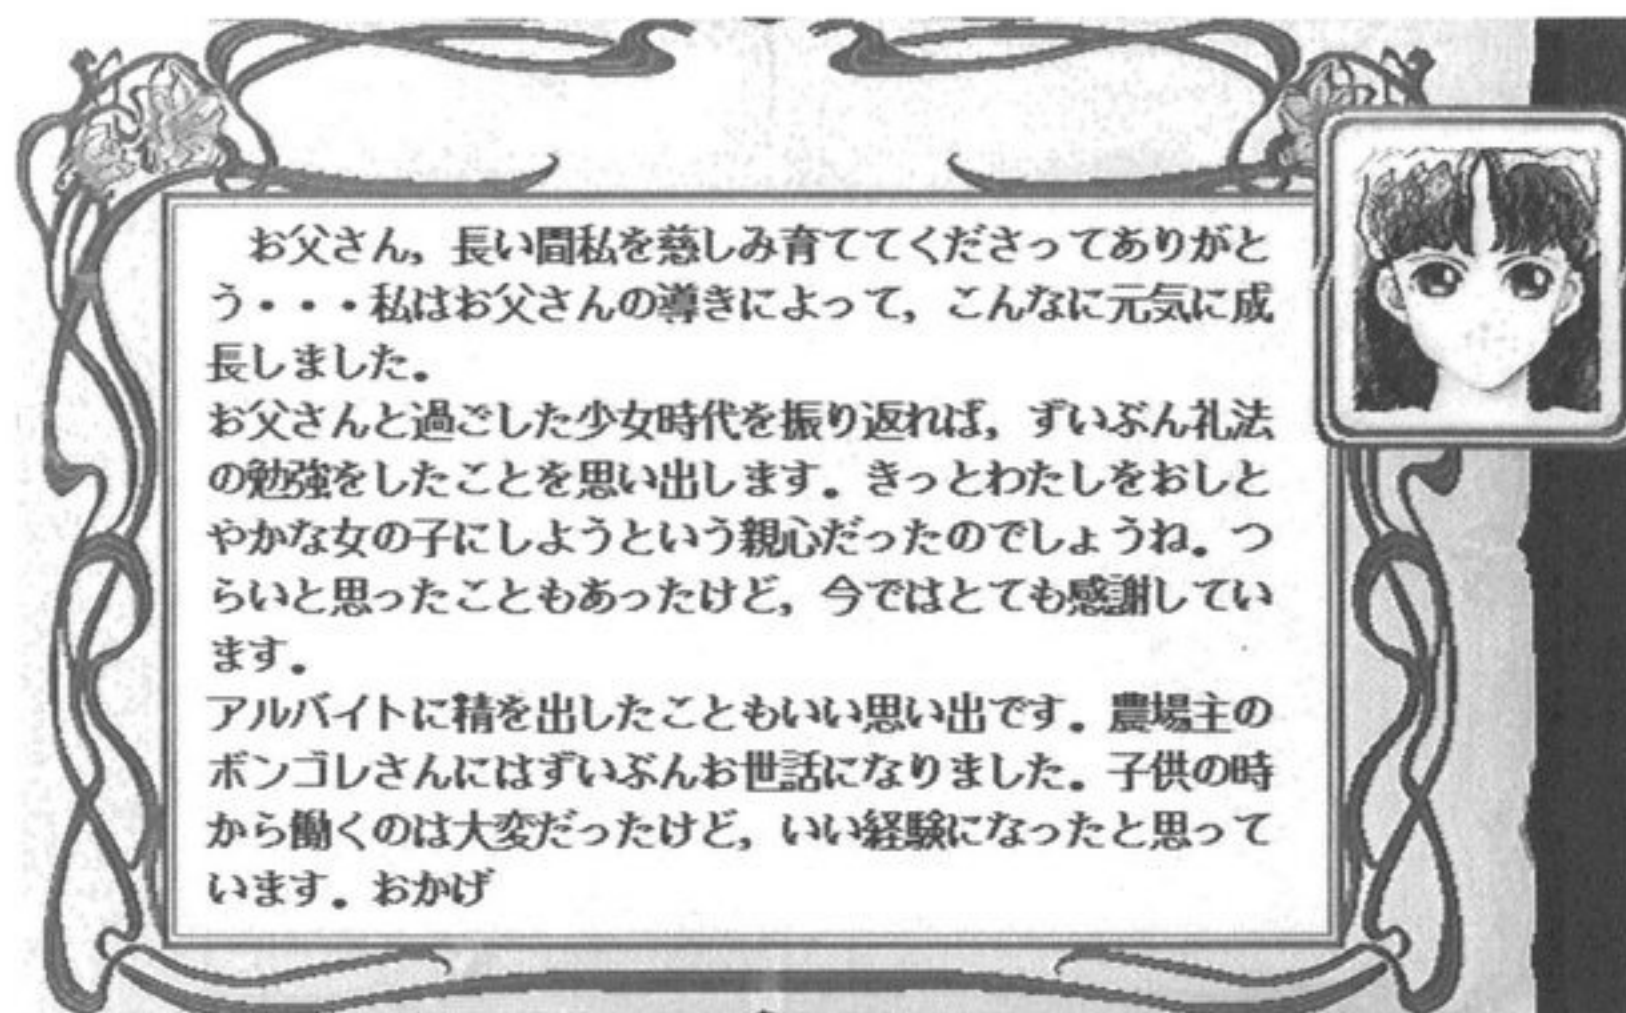 お父さん，長い間私を慈しみ育ててくださってありがと
う・・・私はお父さんの導きによって，こんなに元気に成
長しました。
お父さんと過ごした少女時代を振り返れば，ずいぶん礼法
の勉強をしたことを思い出します。きっとわたしをおしと
やかな女の子にしようという親心だったのでしょうね。つ
らいと思ったこともあったけど，今ではとても感謝してい
ます。
アルバイトに精を出したこともいい思い出です。農場主の
ボンゴレさんにはずいぶんお世話になりました。子供の時
から働くのは大変だったけど，いい経験になったと思って
います。おかげ